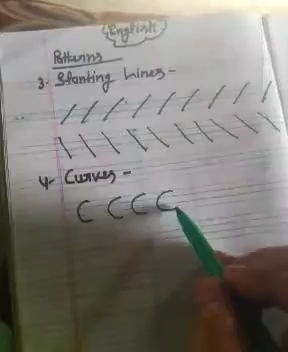 English
Patterns
3- Slanting Lines -
/ / / / / / / / /
\ \ \ \ \ \ \ \ \ \
4- Curves -
C C C C